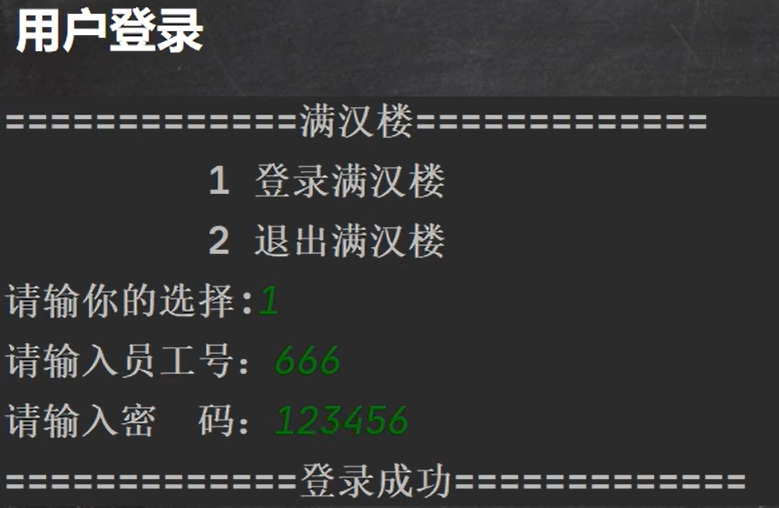 用户登录
=============满汉楼=============
1 登录满汉楼
2 退出满汉楼
请输你的选择:1
请输入员工号：666
请输入密　码：123456
=============登录成功=============